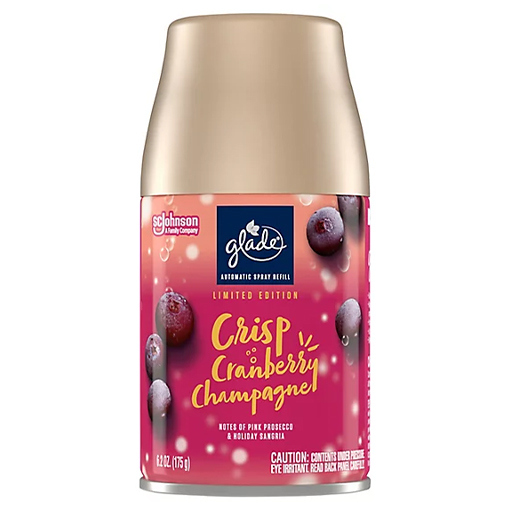 SC Johnson
A Family Company
glade
AUTOMATIC SPRAY REFILL
LIMITED EDITION
Crisp
Cranberry
Champagne
NOTES OF PINK PROSECCO
& HOLIDAY SANGRIA
6.2 OZ. (175 g)
CAUTION: CONTENTS UNDER PRESSURE.
EYE IRRITANT. READ BACK PANEL CAREFULLY.